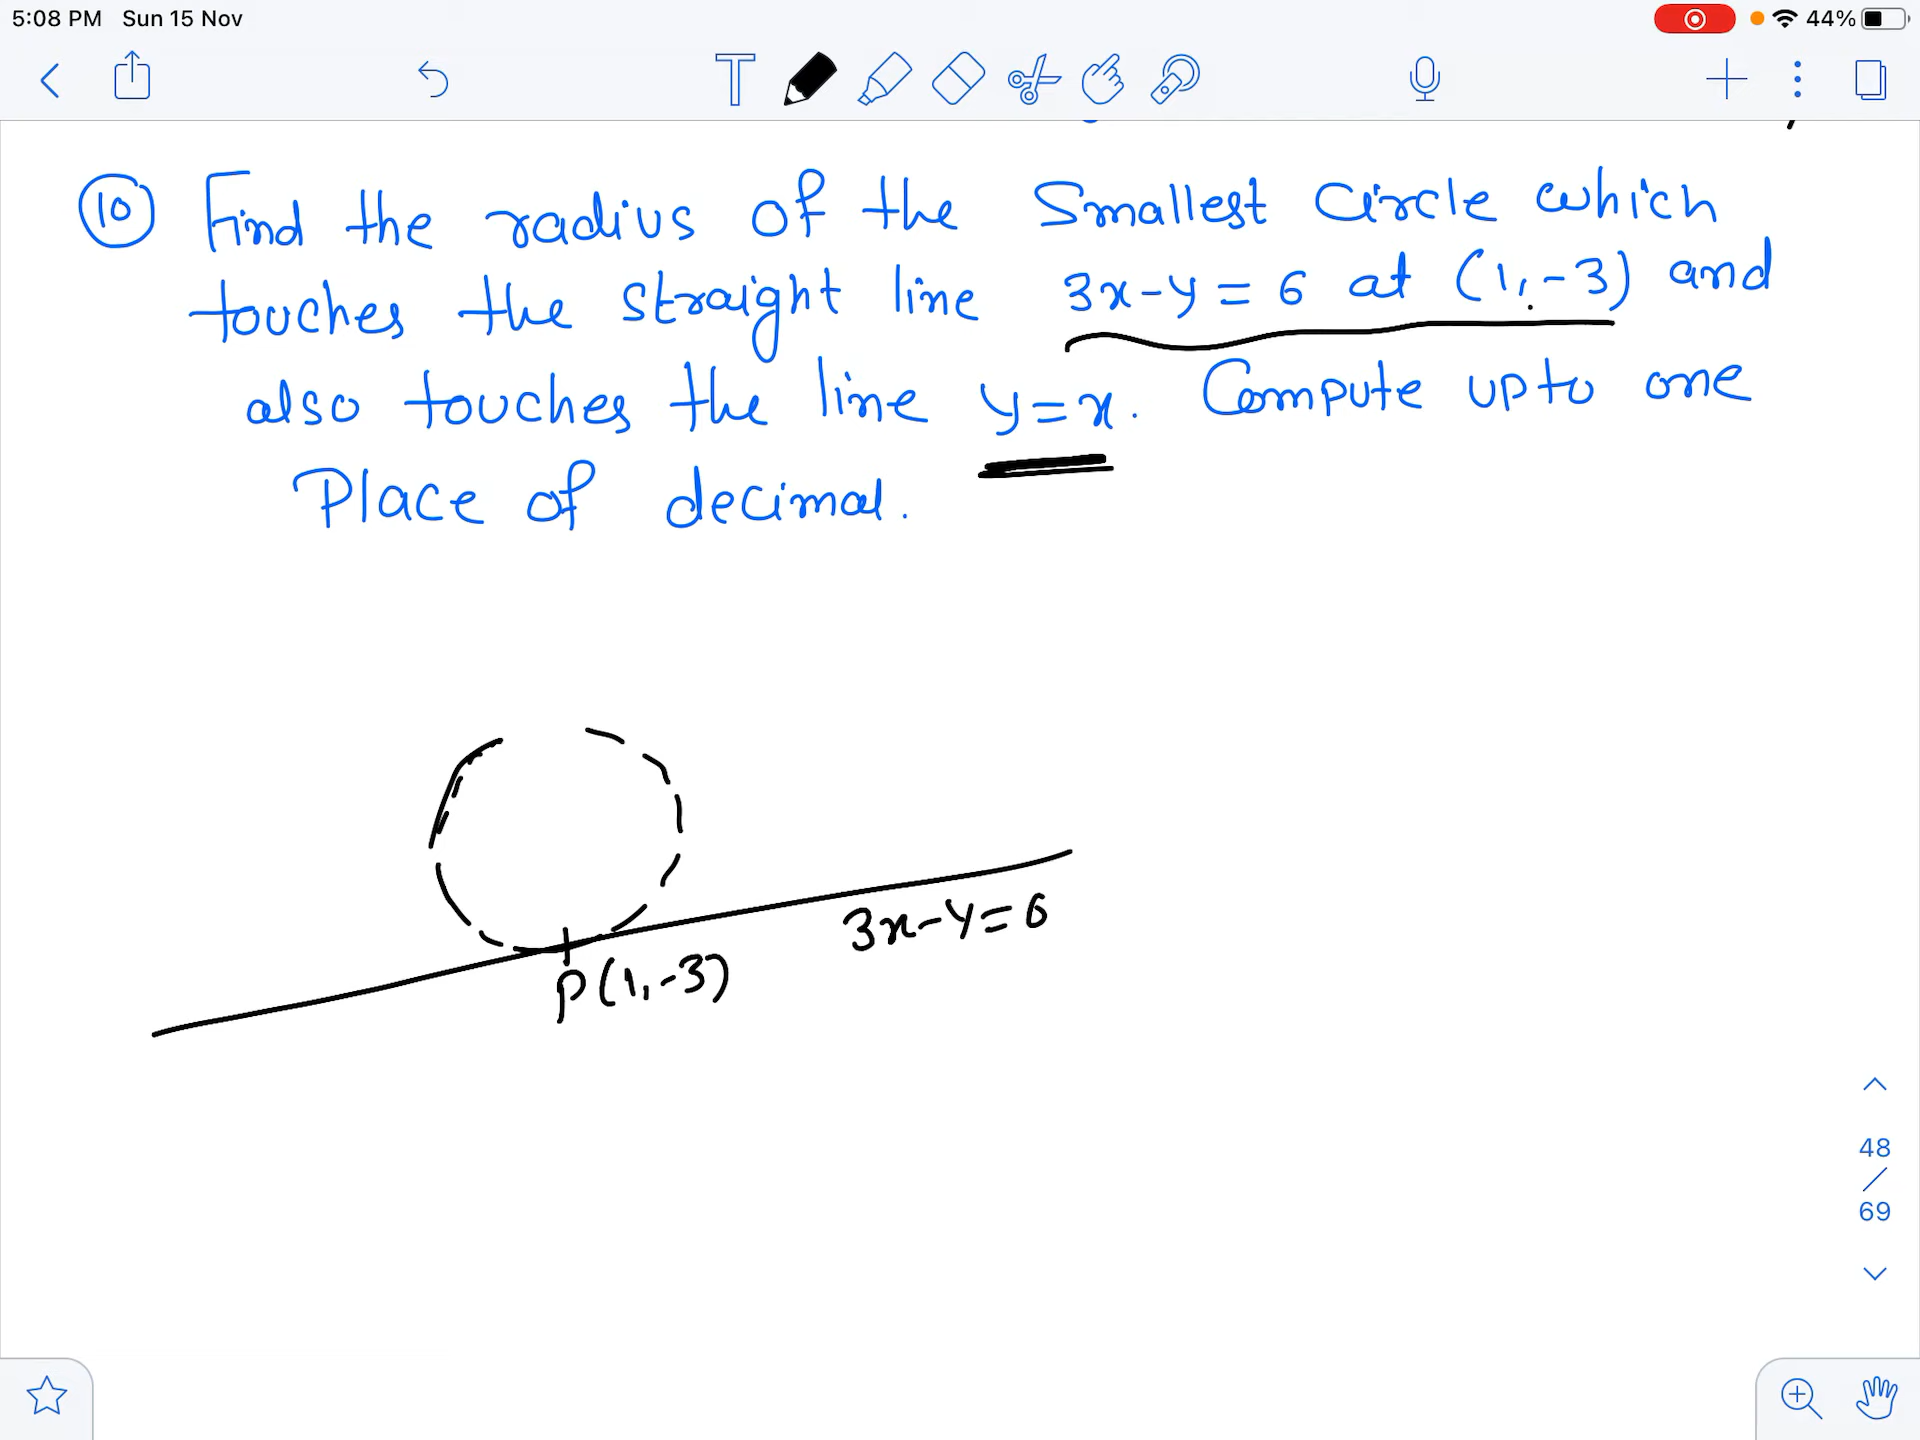 5:08 PM Sun 15 Nov
44%
T
10 Find the radius of the Smallest Circle which
touches the straight line 3x-y=6 at (1,-3) and
also touches the line y=x. Compute upto one
Place of decimal.
3x-y=6
P(1,-3)
48
/
69